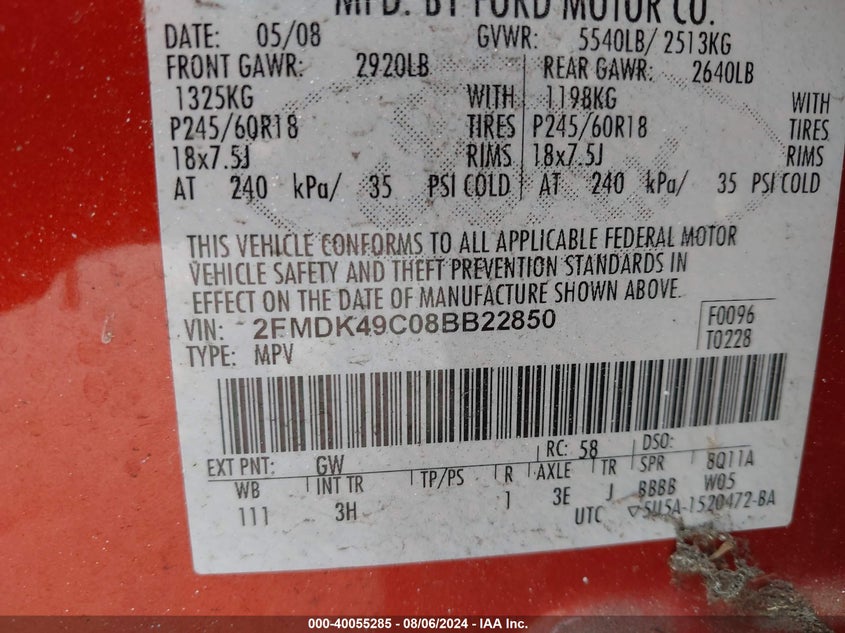 MFD. BY FORD MOTOR CO.
DATE: 05/08 GVWR: 5540LB/ 2513KG
FRONT GAWR: 2920LB REAR GAWR: 2640LB
1325KG WITH 1198KG WITH
P245/60R18 TIRES P245/60R18 TIRES
18x7.5J RIMS 18x7.5J RIMS
AT 240 kPa/ 35 PSI COLD AT 240 kPa/ 35 PSI COLD
THIS VEHICLE CONFORMS TO ALL APPLICABLE FEDERAL MOTOR
VEHICLE SAFETY AND THEFT PREVENTION STANDARDS IN
EFFECT ON THE DATE OF MANUFACTURE SHOWN ABOVE.
VIN: 2FMDK49C08BB22850 F0096
TYPE: MPV T0228
EXT PNT: GW RC: 58 DSO:
WB INT TR TP/PS R AXLE TR SPR 8Q11A
111 3H 1 3E J BBBB W05
UTC ▽5U5A-1520472-BA
000-40055285 - 08/06/2024 - IAA Inc.